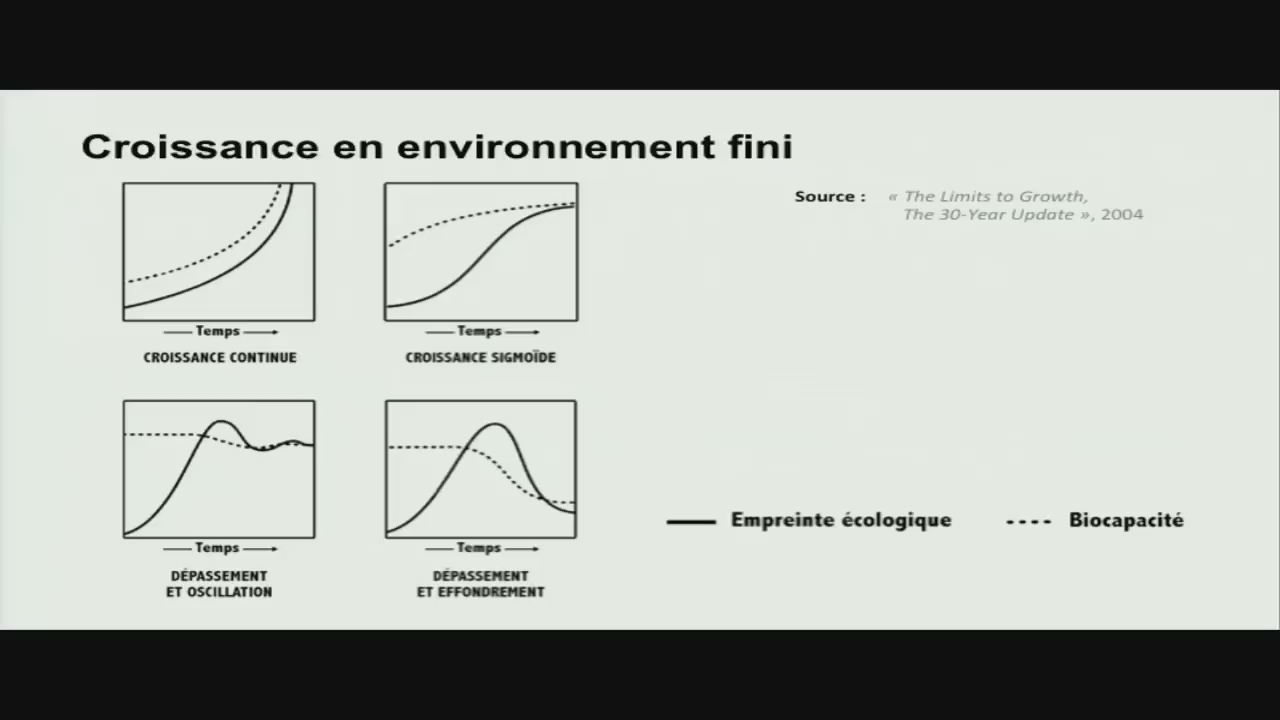 Croissance en environnement fini
Source : « The Limits to Growth,
The 30-Year Update », 2004
Temps
CROISSANCE CONTINUE
Temps
CROISSANCE SIGMOÏDE
Temps
DÉPASSEMENT
ET OSCILLATION
Temps
DÉPASSEMENT
ET EFFONDREMENT
Empreinte écologique
Biocapacité